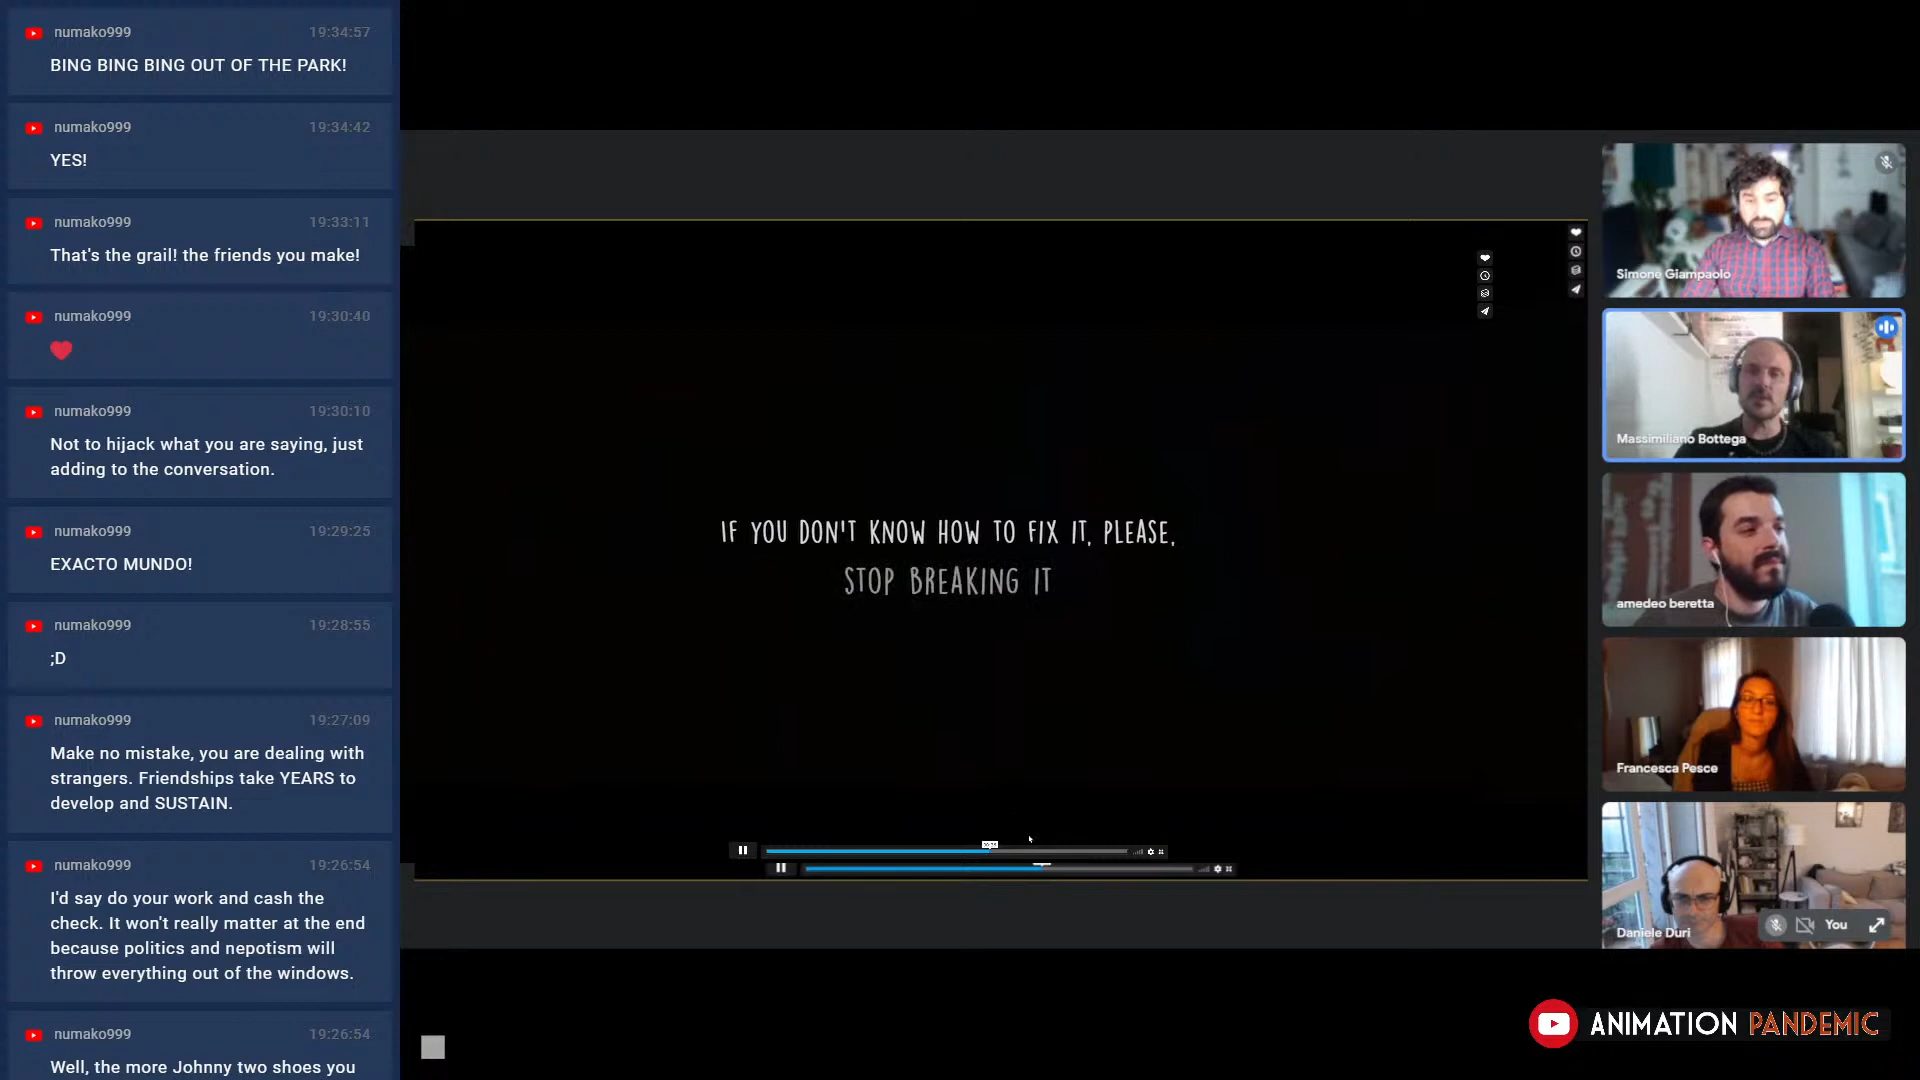 numako999 19:34:57
BING BING BING OUT OF THE PARK!
numako999 19:34:42
YES!
numako999 19:33:11
That's the grail! the friends you make!
numako999 19:30:40
numako999 19:30:10
Not to hijack what you are saying, just
adding to the conversation.
numako999 19:29:25
EXACTO MUNDO!
numako999 19:28:55
;D
numako999 19:27:09
Make no mistake, you are dealing with
strangers. Friendships take YEARS to
develop and SUSTAIN.
numako999 19:26:54
I'd say do your work and cash the
check. It won't really matter at the end
because politics and nepotism will
throw everything out of the windows.
numako999 19:26:54
Well, the more Johnny two shoes you
IF YOU DON'T KNOW HOW TO FIX IT, PLEASE,
STOP BREAKING IT
Simone Giampaolo
Massimiliano Bottega
amedeo beretta
Francesca Pesce
Daniele Duri
You
ANIMATION PANDEMIC